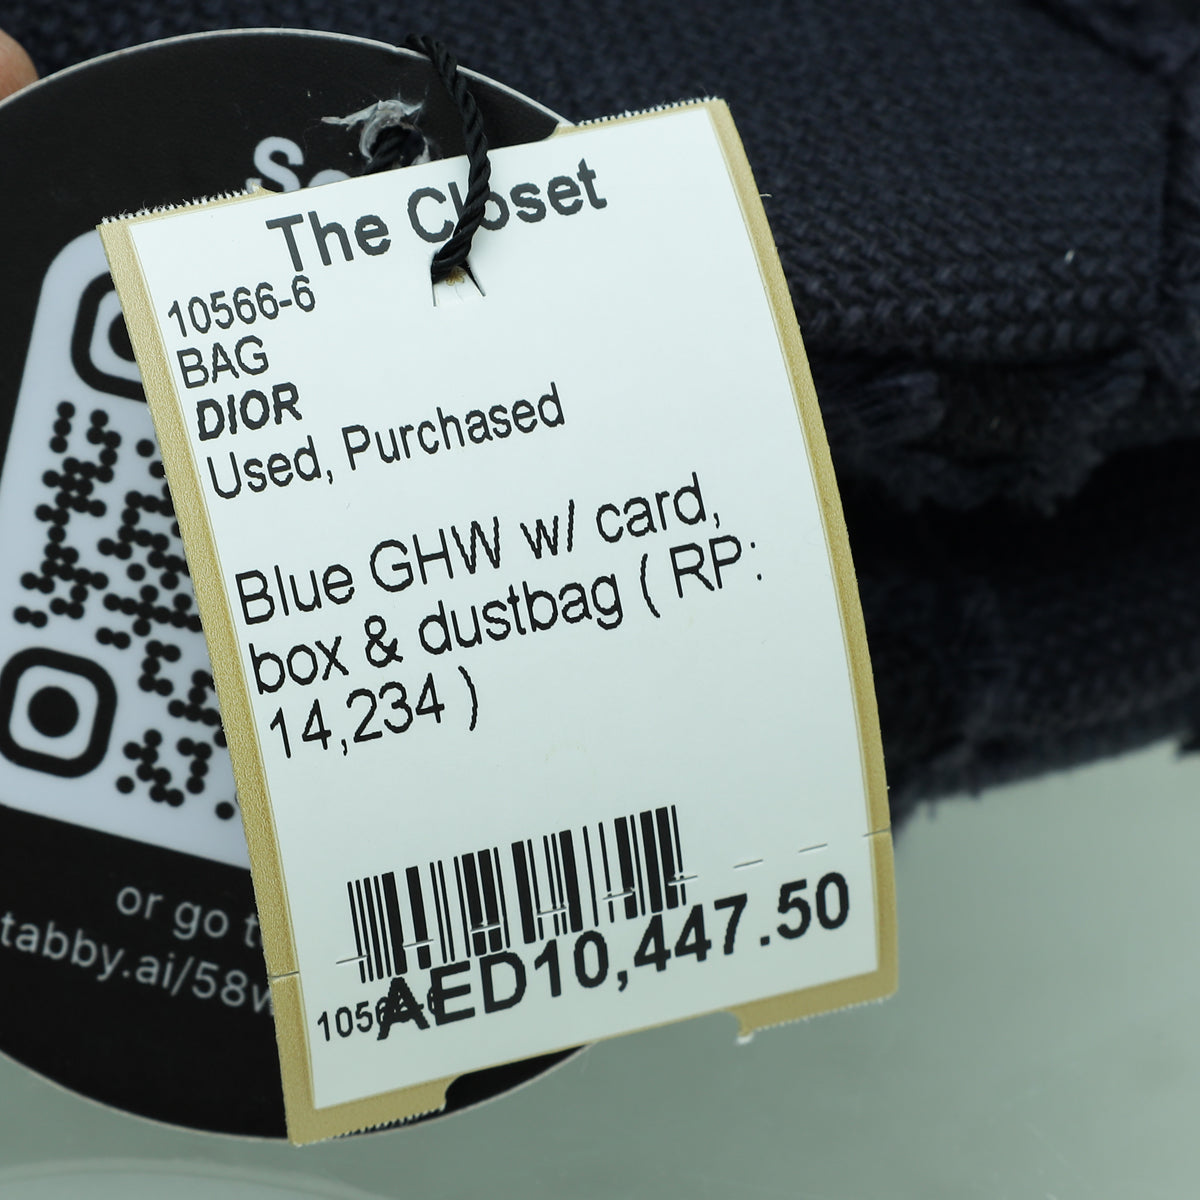 The Closet
10566-6
BAG
DIOR
Used, Purchased
Blue GHW w/ card,
box & dustbag ( RP:
14,234 )
AED10,447.50
or go
tabby.ai/58